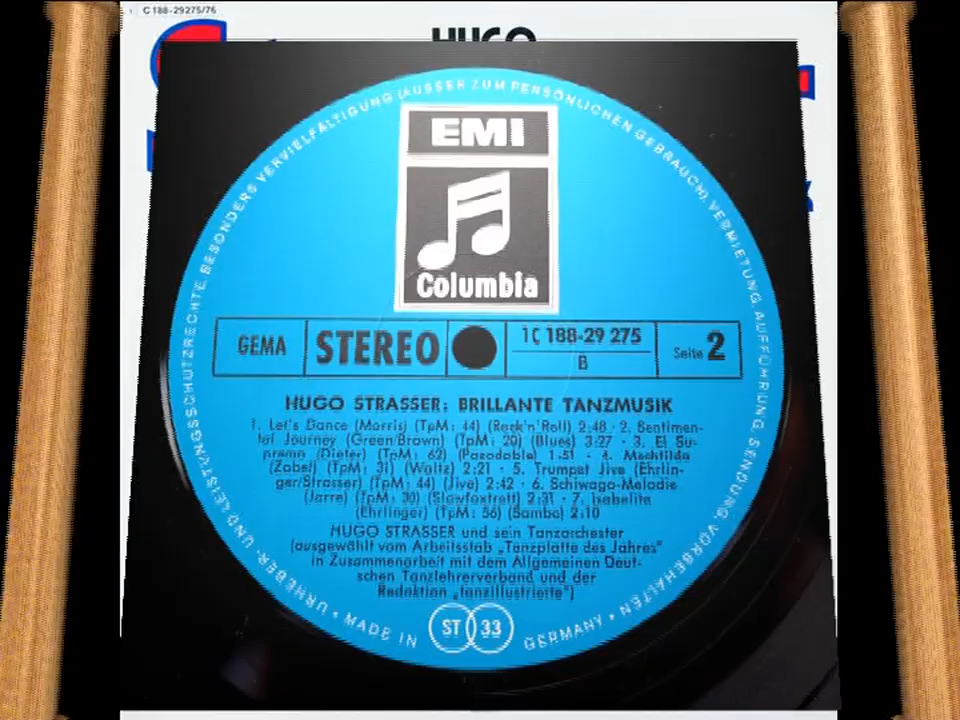 C 188-29275/76
HUGO
URHEBER- UND LEISTUNGSSCHUTZRECHTE BESONDERS VERVIELFÄLTIGUNG (AUSSER ZUM PERSÖNLICHEN GEBRAUCH), VERMIETUNG, AUFFÜHRUNG, SENDUNG, VORBEHALTEN • MADE IN GERMANY •
EMI
Columbia
GEMA
STEREO
1C 188-29 275
B
Seite 2
HUGO STRASSER: BRILLANTE TANZMUSIK
1. Let's Dance (Morris) (TpM: 44) (Rock'n'Roll) 2:48 · 2. Sentimen-
tal Journey (Green/Brown) (TpM: 20) (Blues) 3:27 · 3. El Su-
premo (Dieter) (TpM: 62) (Pasodoble) 1:51 · 4. Mechtilda
(Zabel) (TpM: 31) (Waltz) 2:21 · 5. Trumpet Jive (Ehrlin-
ger/Strasser) (TpM: 44) (Jive) 2:42 · 6. Schiwago-Melodie
(Jarre) (TpM: 30) (Slowfoxtrott) 2:31 · 7. Isabelita
(Ehrlinger) (TpM: 56) (Samba) 2:10
HUGO STRASSER und sein Tanzorchester
(ausgewählt vom Arbeitsstab „Tanzplatte des Jahres"
in Zusammenarbeit mit dem Allgemeinen Deut-
schen Tanzlehrerverband und der
Redaktion „tanzillustrierte")
ST 33